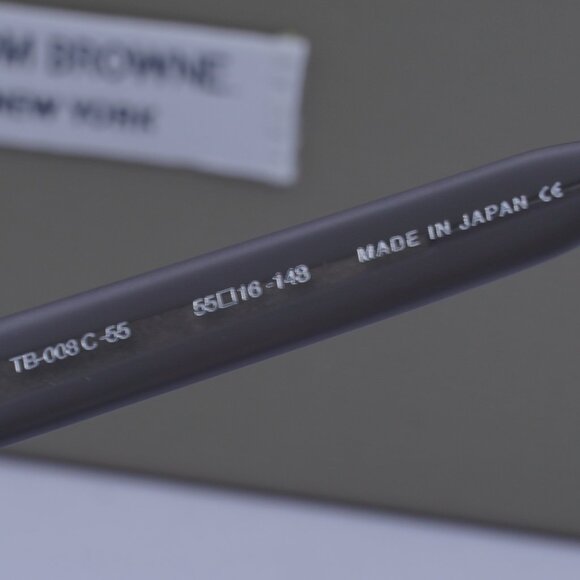 M BROWNE.
NEW YORK
TB-008 C-55 55□16-148 MADE IN JAPAN CE